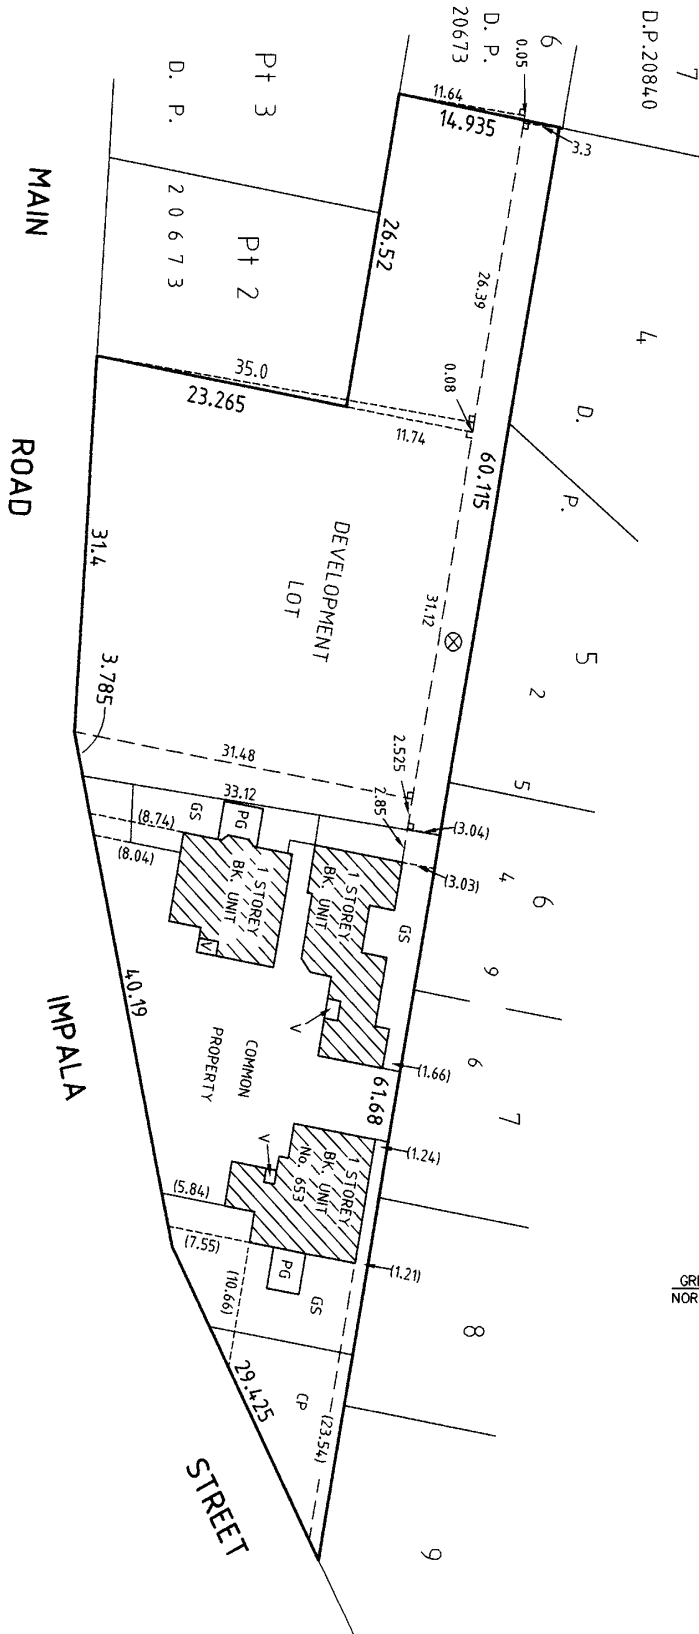 7
D.P.20840
6
D. P.
20673
0.05
11.64
14.935
3.3
4
D.
P.
Pt 3
D. P.
Pt 2
20673
26.52
26.39
0.08
35.0
23.265
11.74
60.115
MAIN
ROAD
31.4
DEVELOPMENT
LOT
31.12
5
2
5
3.785
31.48
2.525
2.85
33.12
(3.04)
(3.03)
4
6
9
6
7
(8.74)
(8.04)
GS
PG
1 STOREY
BK. UNIT
V
1 STOREY
BK. UNIT
GS
V
(1.66)
61.68
40.19
IMPALA
COMMON
PROPERTY
(1.24)
1 STOREY
BK. UNIT
No. 653
V
(5.84)
(7.55)
(10.66)
PG
GS
(1.21)
8
29.425
CP
(23.54)
STREET
9
GRI
NOR